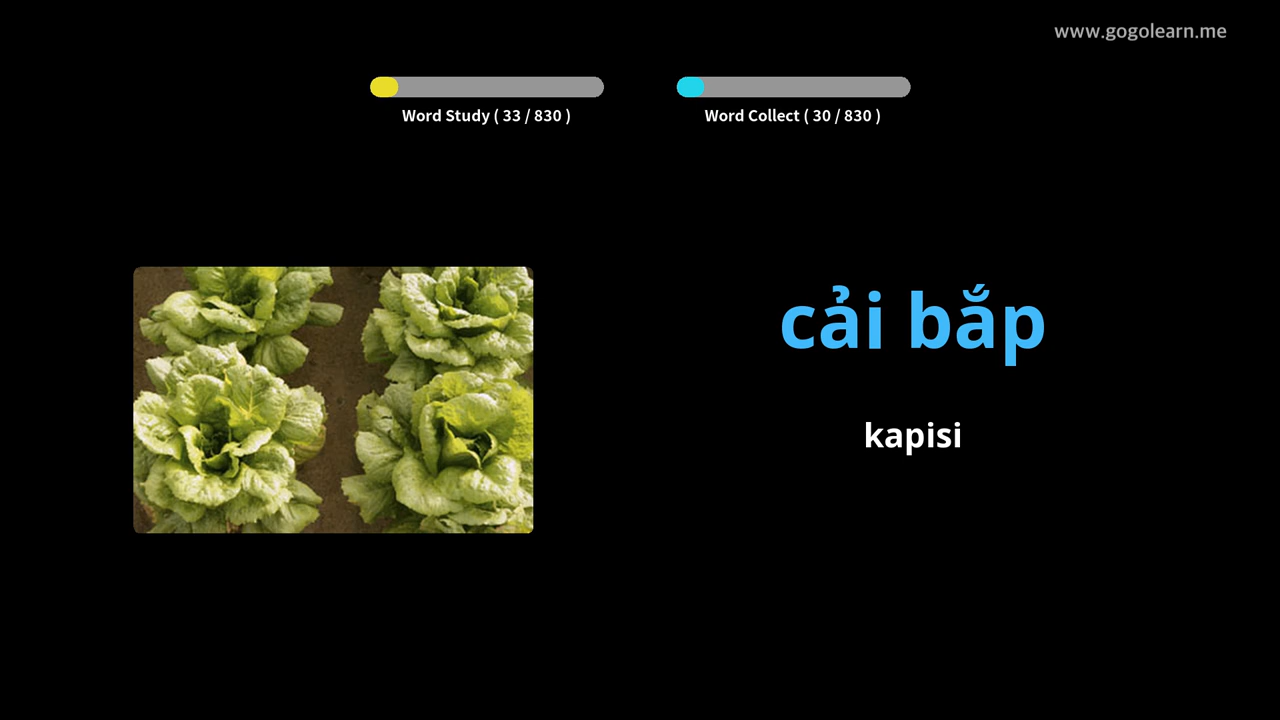 www.gogolearn.me
Word Study ( 33 / 830 )
Word Collect ( 30 / 830 )
cải bắp
kapisi